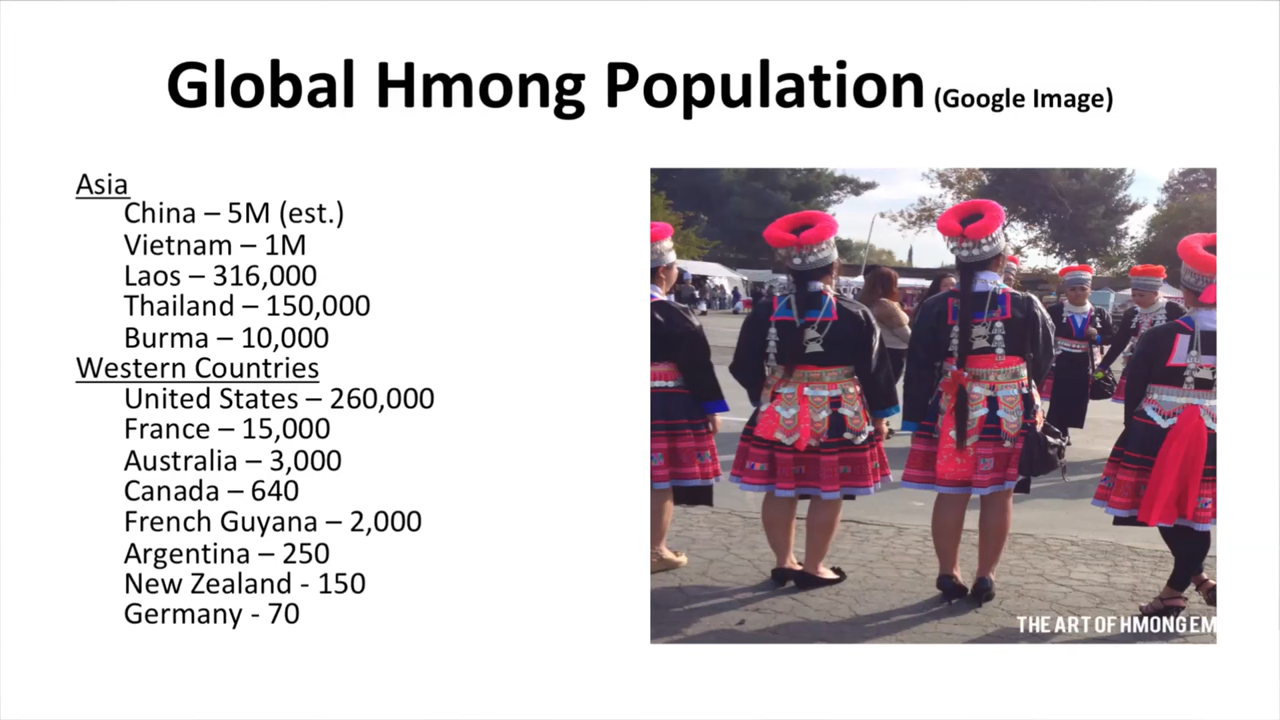 Global Hmong Population (Google Image)
Asia
China – 5M (est.)
Vietnam – 1M
Laos – 316,000
Thailand – 150,000
Burma – 10,000
Western Countries
United States – 260,000
France – 15,000
Australia – 3,000
Canada – 640
French Guyana – 2,000
Argentina – 250
New Zealand - 150
Germany - 70
THE ART OF HMONG EM